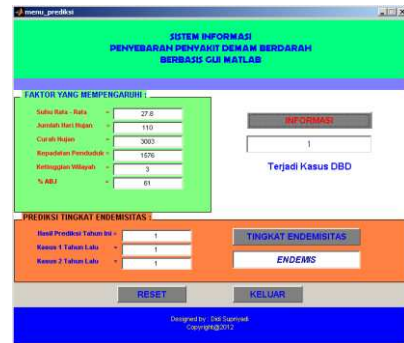 menu_prediksi
SISTEM INFORMASI
PENYEBARAN PENYAKIT DEMAM BERDARAH
BERBASIS GUI MATLAB
FAKTOR YANG MEMPENGARUHI :
Suhu Rata - Rata = 27.6
Jumlah Hari Hujan = 110
Curah Hujan = 3003
Kepadatan Penduduk = 1576
Ketinggian Wilayah = 3
% ABJ = 61
INFORMASI
1
Terjadi Kasus DBD
PREDIKSI TINGKAT ENDEMISITAS :
Hasil Prediksi Tahun Ini = 1
Kasus 1 Tahun Lalu = 1
Kasus 2 Tahun Lalu = 1
TINGKAT ENDEMISITAS
ENDEMIS
RESET
KELUAR
Designed by : Didi Supriyadi
Copyright@2012